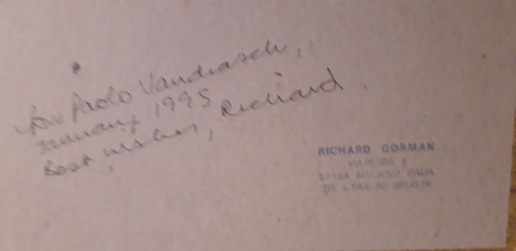 for Paolo Vandrasch,
January 1995
Best wishes, Richard.
RICHARD GORMAN
MILANO ITALIA